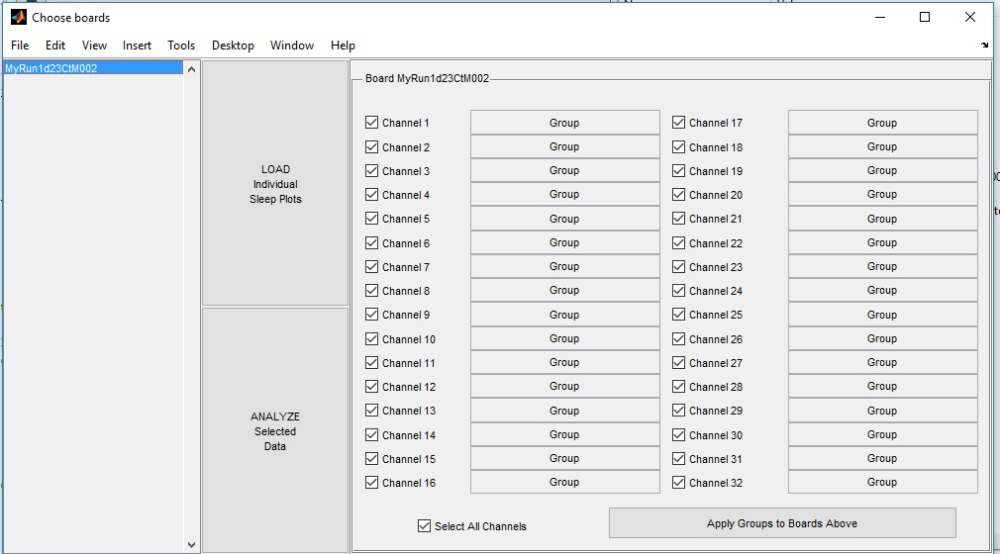 Choose boards
File Edit View Insert Tools Desktop Window Help
MyRun1d23CtM002
LOAD
Individual
Sleep Plots
ANALYZE
Selected
Data
Board MyRun1d23CtM002
Channel 1 Group Channel 17 Group
Channel 2 Group Channel 18 Group
Channel 3 Group Channel 19 Group
Channel 4 Group Channel 20 Group
Channel 5 Group Channel 21 Group
Channel 6 Group Channel 22 Group
Channel 7 Group Channel 23 Group
Channel 8 Group Channel 24 Group
Channel 9 Group Channel 25 Group
Channel 10 Group Channel 26 Group
Channel 11 Group Channel 27 Group
Channel 12 Group Channel 28 Group
Channel 13 Group Channel 29 Group
Channel 14 Group Channel 30 Group
Channel 15 Group Channel 31 Group
Channel 16 Group Channel 32 Group
Select All Channels Apply Groups to Boards Above